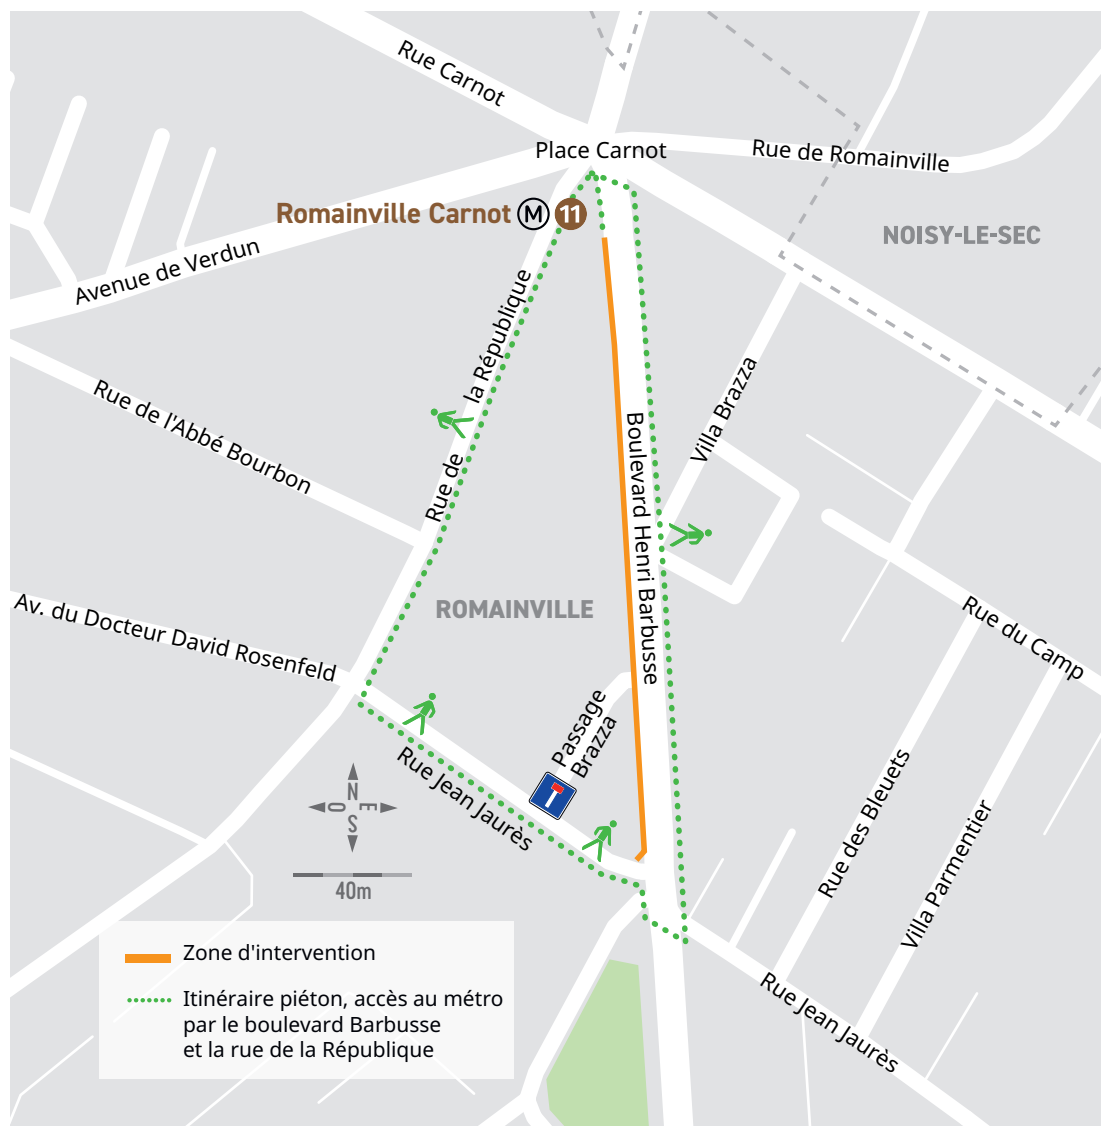 Rue Carnot
Place Carnot
Rue de Romainville
Romainville Carnot M 11
NOISY-LE-SEC
Avenue de Verdun
Rue de la République
Rue de l'Abbé Bourbon
Villa Brazza
Boulevard Henri Barbusse
ROMAINVILLE
Av. du Docteur David Rosenfeld
Rue du Camp
Passage
Brazza
Rue Jean Jaurès
N
O E
S
40m
Rue des Bleuets
Villa Parmentier
Rue Jean Jaurès
Zone d'intervention
Itinéraire piéton, accès au métro
par le boulevard Barbusse
et la rue de la République